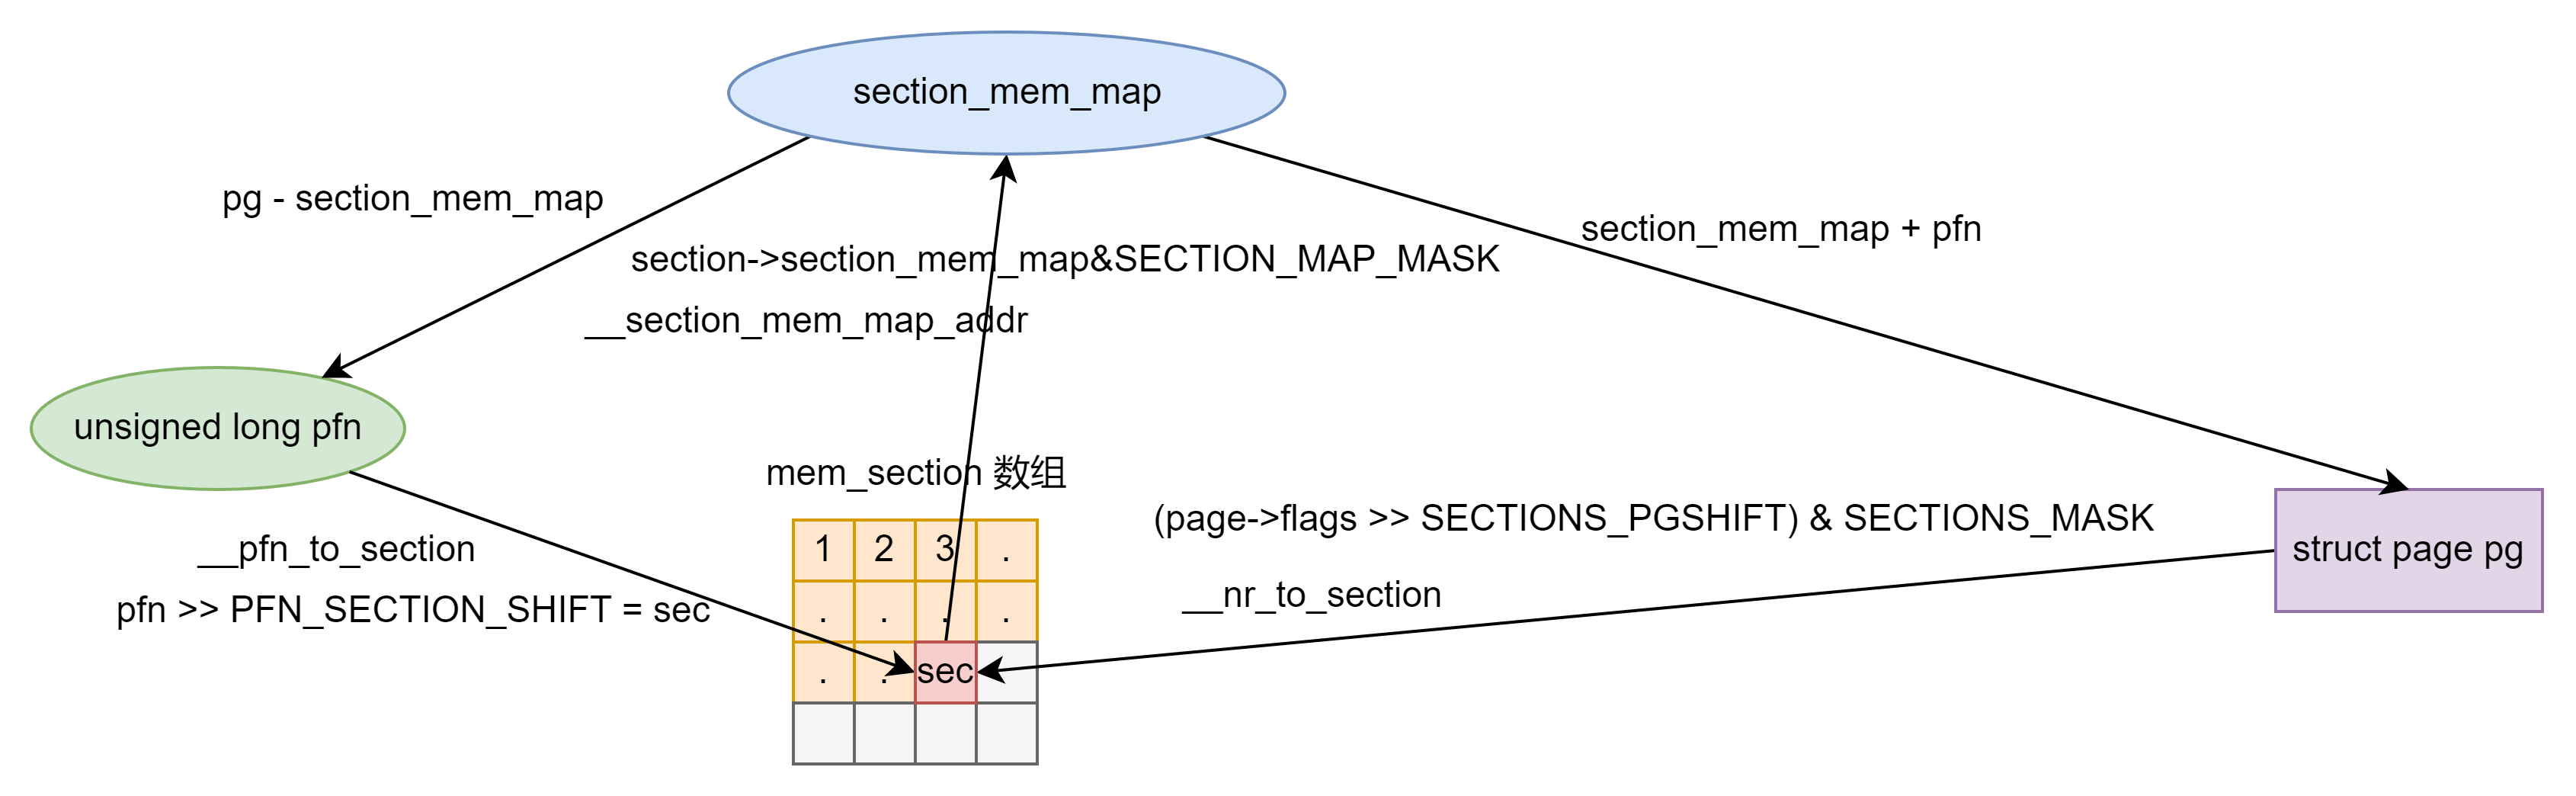 section_mem_map
pg - section_mem_map
section_mem_map + pfn
section->section_mem_map&SECTION_MAP_MASK
__section_mem_map_addr
unsigned long pfn
mem_section 数组
(page->flags >> SECTIONS_PGSHIFT) & SECTIONS_MASK
struct page pg
__pfn_to_section
1 2 3 .
__nr_to_section
pfn >> PFN_SECTION_SHIFT = sec
. . . .
. . sec